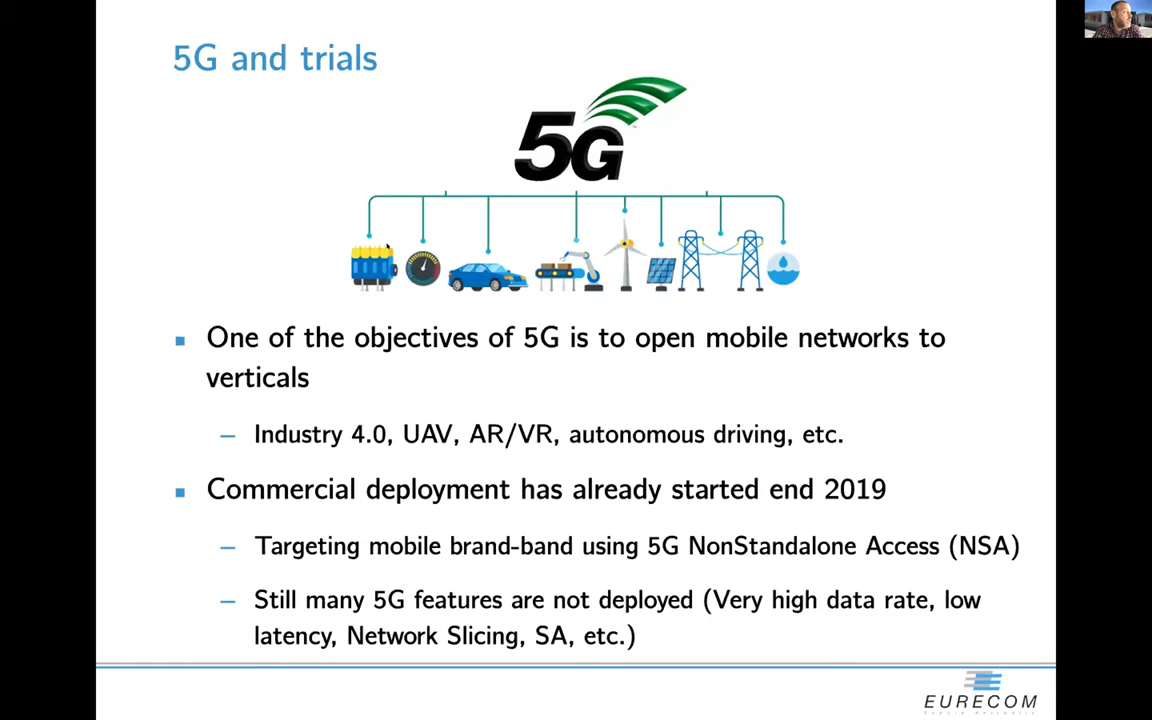 5G and trials
5G
One of the objectives of 5G is to open mobile networks to
verticals
– Industry 4.0, UAV, AR/VR, autonomous driving, etc.
Commercial deployment has already started end 2019
– Targeting mobile brand-band using 5G NonStandalone Access (NSA)
– Still many 5G features are not deployed (Very high data rate, low
latency, Network Slicing, SA, etc.)
EURECOM